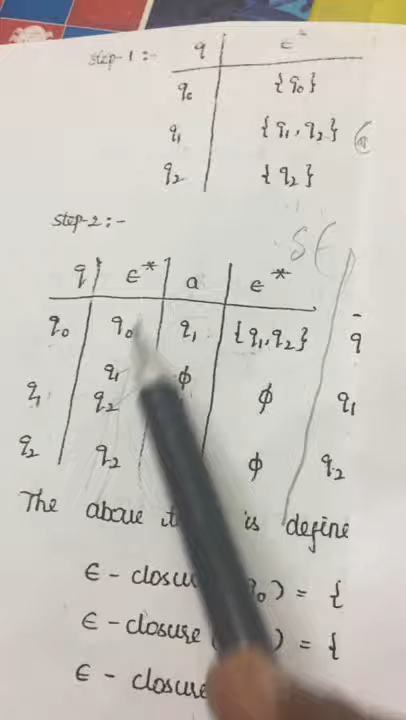 step-1 :- q ε*
q₀ {q₀}
q₁ {q₁, q₂}
q₂ {q₂}
step-2 :-
q ε* a ε*
q₀ q₀ q₁ {q₁, q₂} q
q₁ q₁ q₂ ϕ ϕ q₁
q₂ q₂ ϕ q₂
The above is define
ε - closu q₀) = {
ε - closure ( ) = {
ε - closu